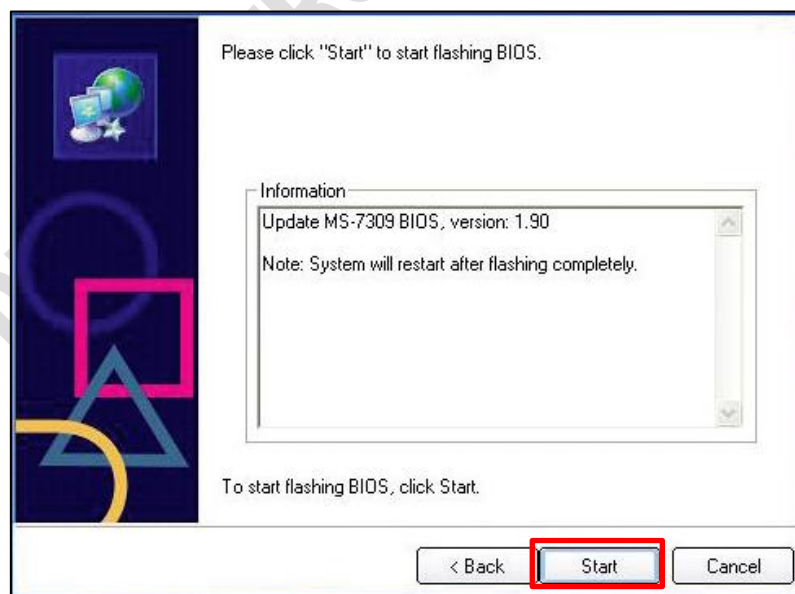 Please click "Start" to start flashing BIOS.
Information
Update MS-7309 BIOS, version: 1.90
Note: System will restart after flashing completely.
To start flashing BIOS, click Start.
< Back
Start
Cancel